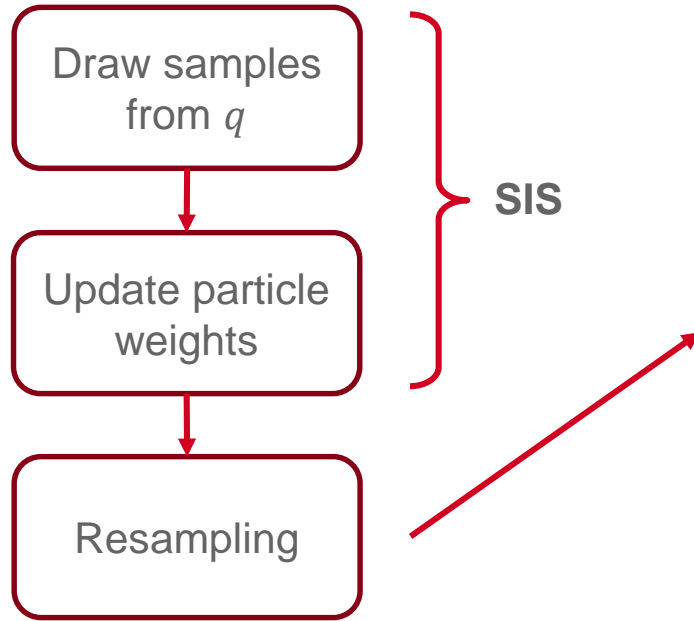 Draw samples
from q
SIS
Update particle
weights
Resampling